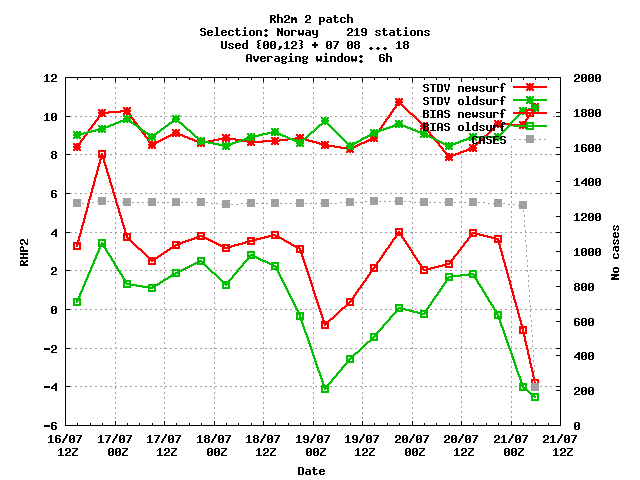 Rh2m 2 patch
Selection: Norway    219 stations
Used {00,12} + 07 08 ... 18
Averaging window:  6h
STDV newsurf
STDV oldsurf
BIAS newsurf
BIAS oldsurf
CASES
12
10
8
6
4
2
0
-2
-4
-6
RHP2
2000
1800
1600
1400
1200
1000
800
600
400
200
0
No cases
16/07 17/07 17/07 18/07 18/07 19/07 19/07 20/07 20/07 21/07 21/07
12Z 00Z 12Z 00Z 12Z 00Z 12Z 00Z 12Z 00Z 12Z
Date